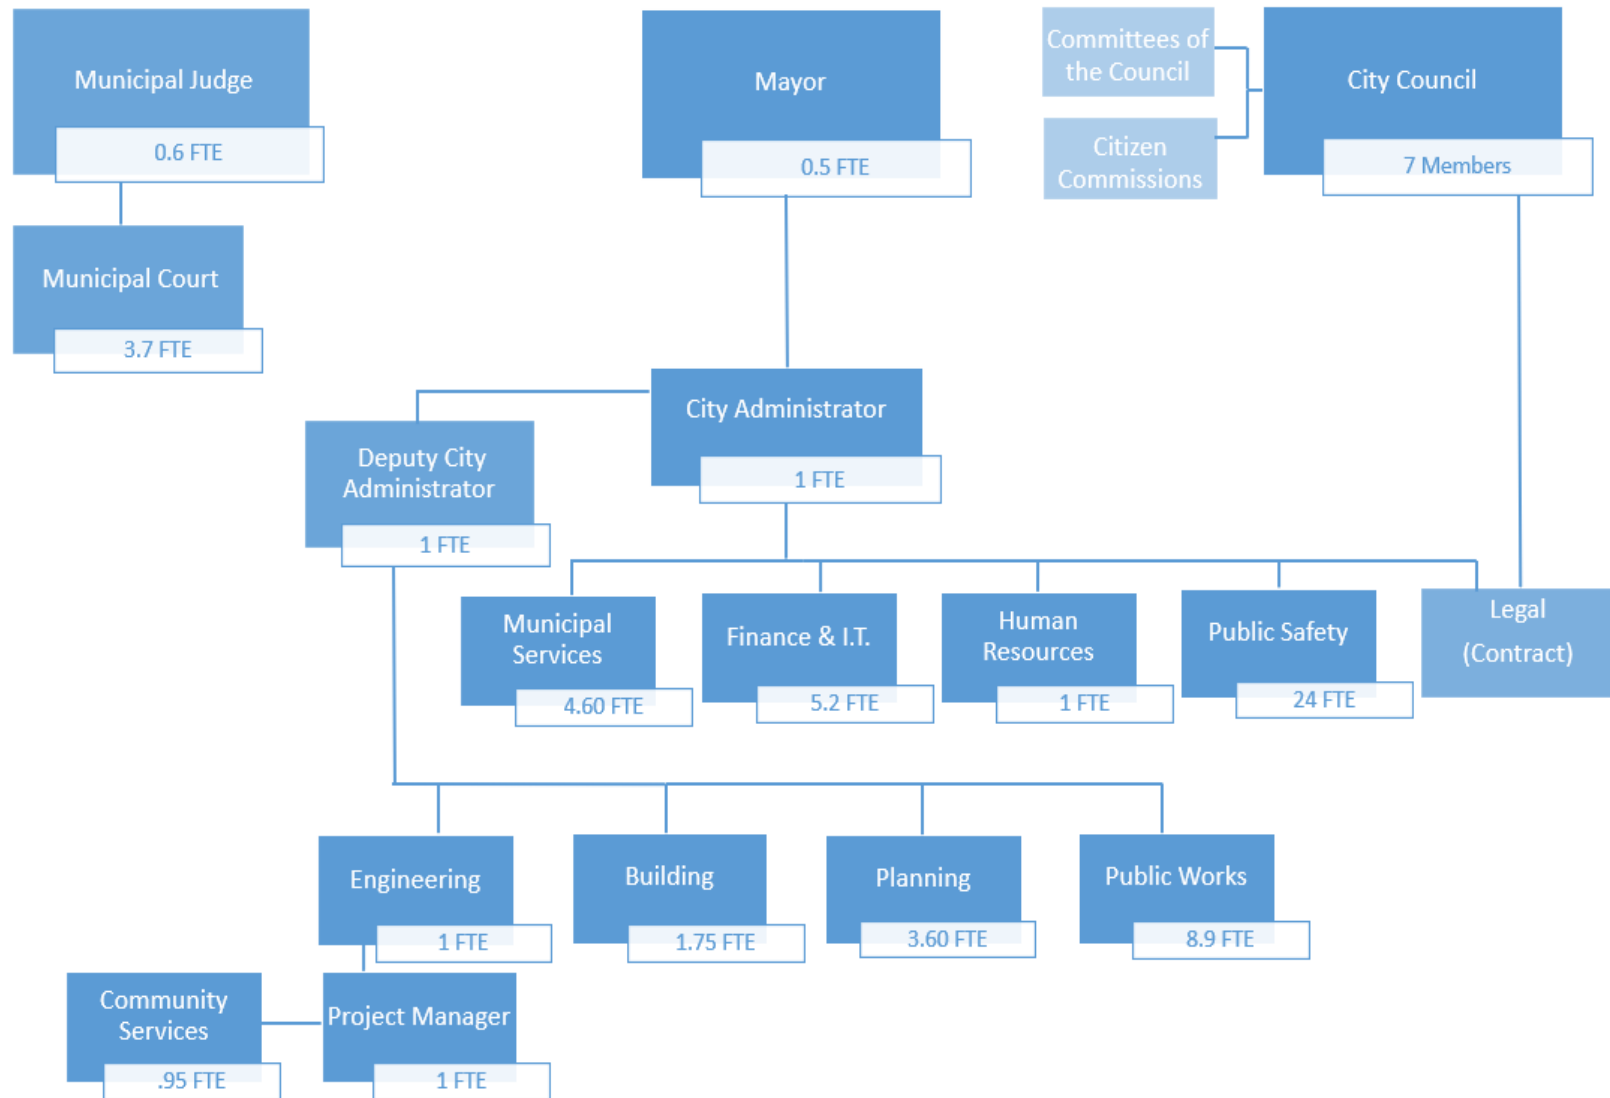 Municipal Judge
0.6 FTE
Municipal Court
3.7 FTE
Mayor
0.5 FTE
Committees of
the Council
Citizen
Commissions
City Council
7 Members
City Administrator
1 FTE
Deputy City
Administrator
1 FTE
Municipal
Services
4.60 FTE
Finance & I.T.
5.2 FTE
Human
Resources
1 FTE
Public Safety
24 FTE
Legal
(Contract)
Engineering
1 FTE
Building
1.75 FTE
Planning
3.60 FTE
Public Works
8.9 FTE
Community
Services
.95 FTE
Project Manager
1 FTE